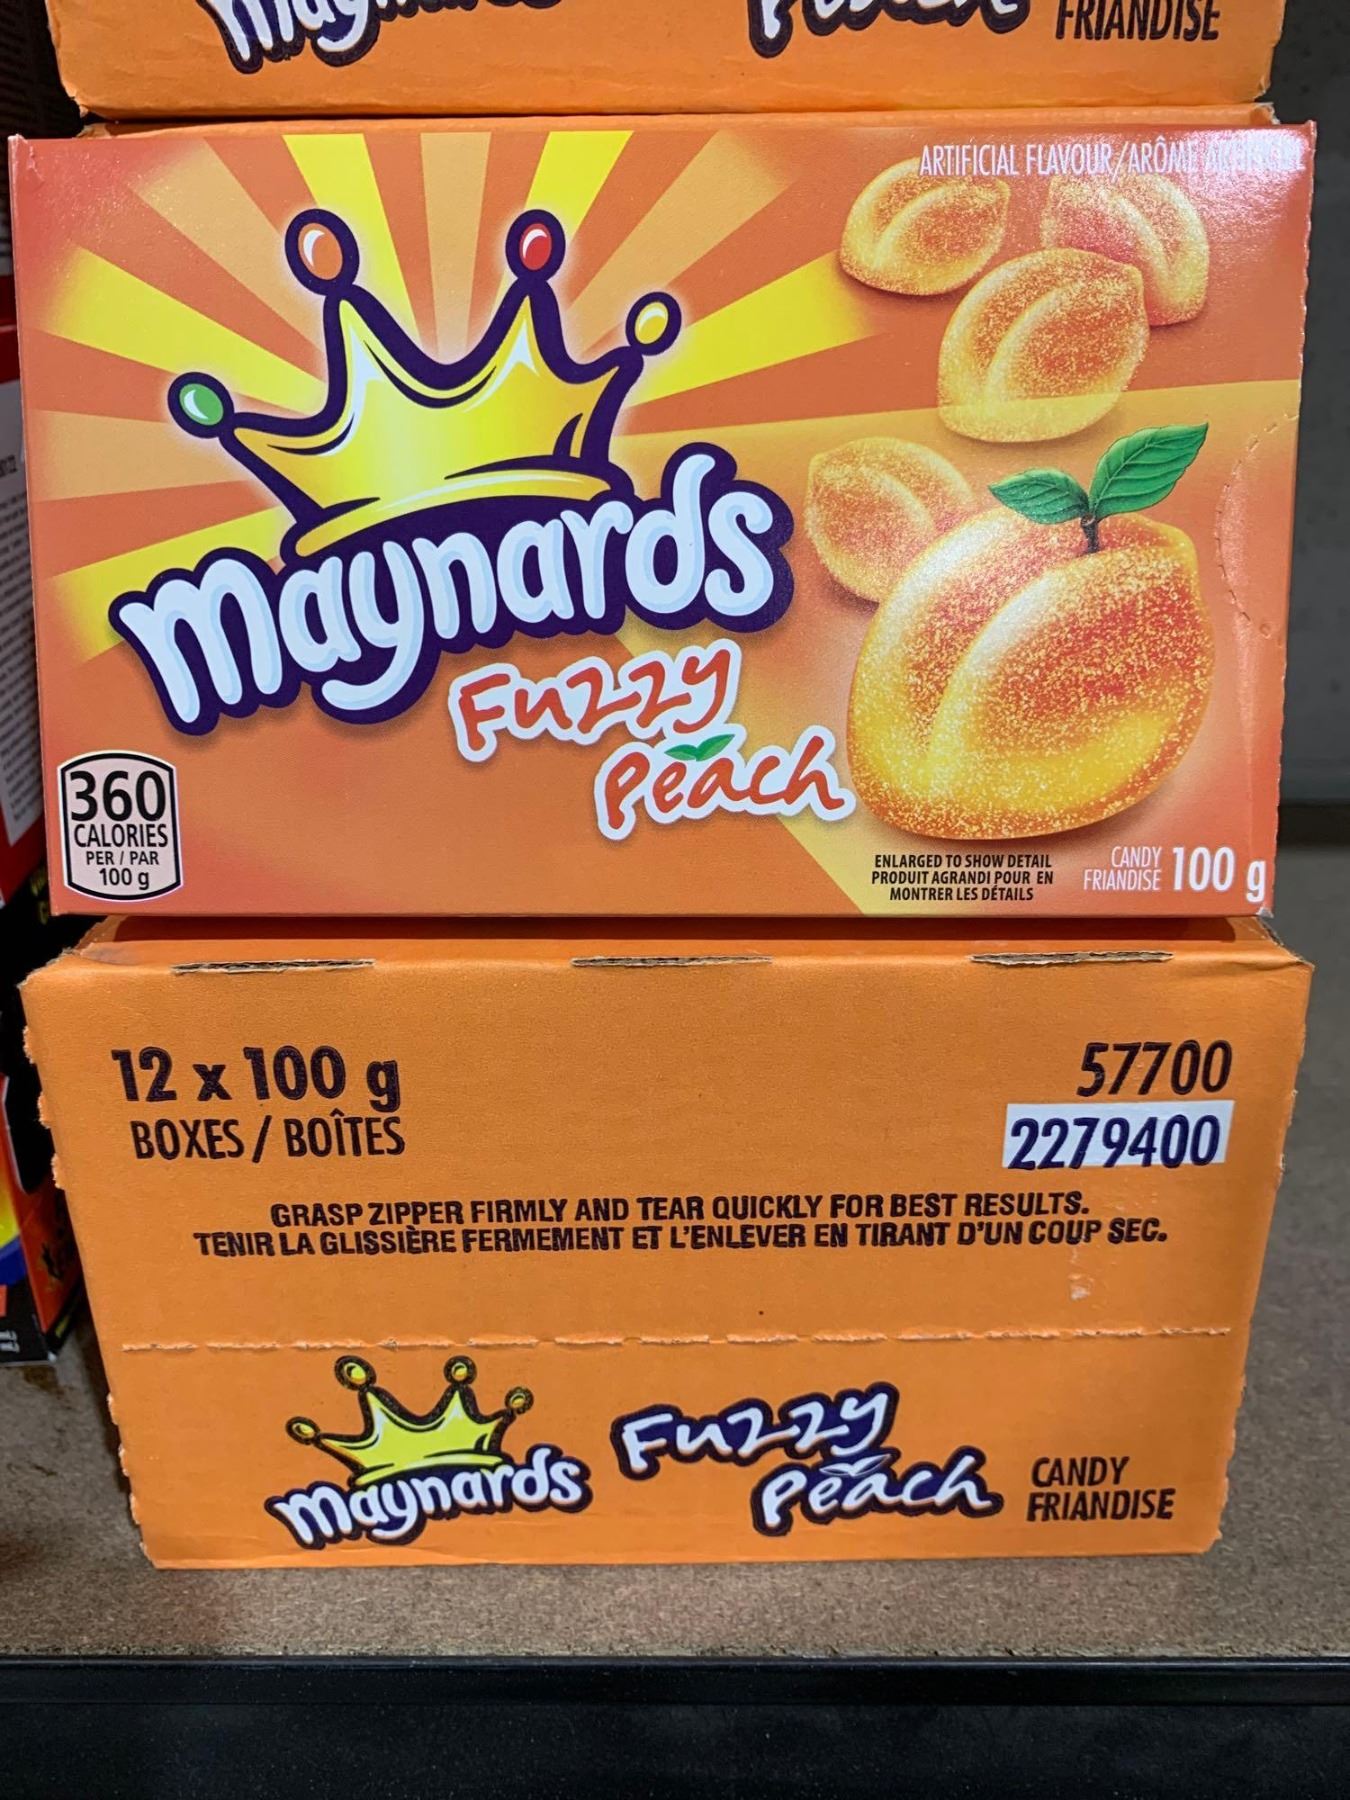 Maynards
FRIANDISE
ARTIFICIAL FLAVOUR/ARÔME ARTIFICIEL
Maynards
Fuzzy
Peach
360
CALORIES
PER / PAR
100 g
ENLARGED TO SHOW DETAIL
PRODUIT AGRANDI POUR EN
MONTRER LES DÉTAILS
CANDY
FRIANDISE
100 g
12 x 100 g
BOXES / BOÎTES
57700
2279400
GRASP ZIPPER FIRMLY AND TEAR QUICKLY FOR BEST RESULTS.
TENIR LA GLISSIÈRE FERMEMENT ET L'ENLEVER EN TIRANT D'UN COUP SEC.
Maynards
Fuzzy
Peach
CANDY
FRIANDISE